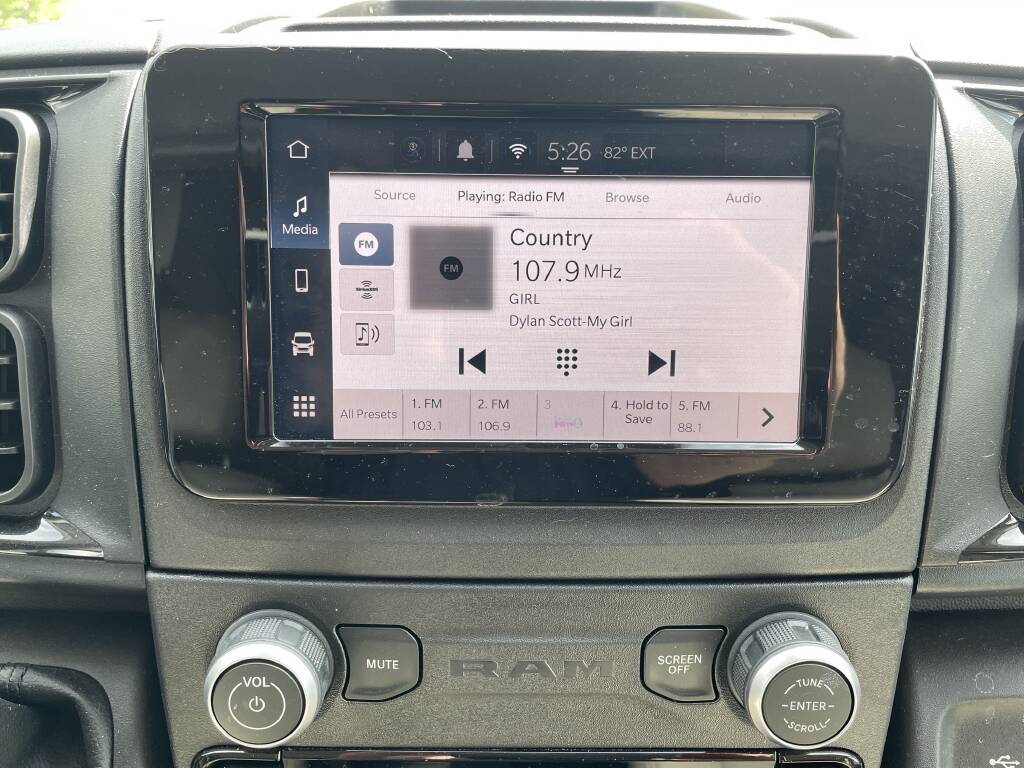 5:26 82° EXT
Source Playing: Radio FM Browse Audio
Media
FM
FM
SiriusXM
Country
107.9 MHz
GIRL
Dylan Scott-My Girl
All Presets
1. FM
103.1
2. FM
106.9
3
4. Hold to
Save
5. FM
88.1
VOL
MUTE
RAM
SCREEN
OFF
TUNE
ENTER
SCROLL